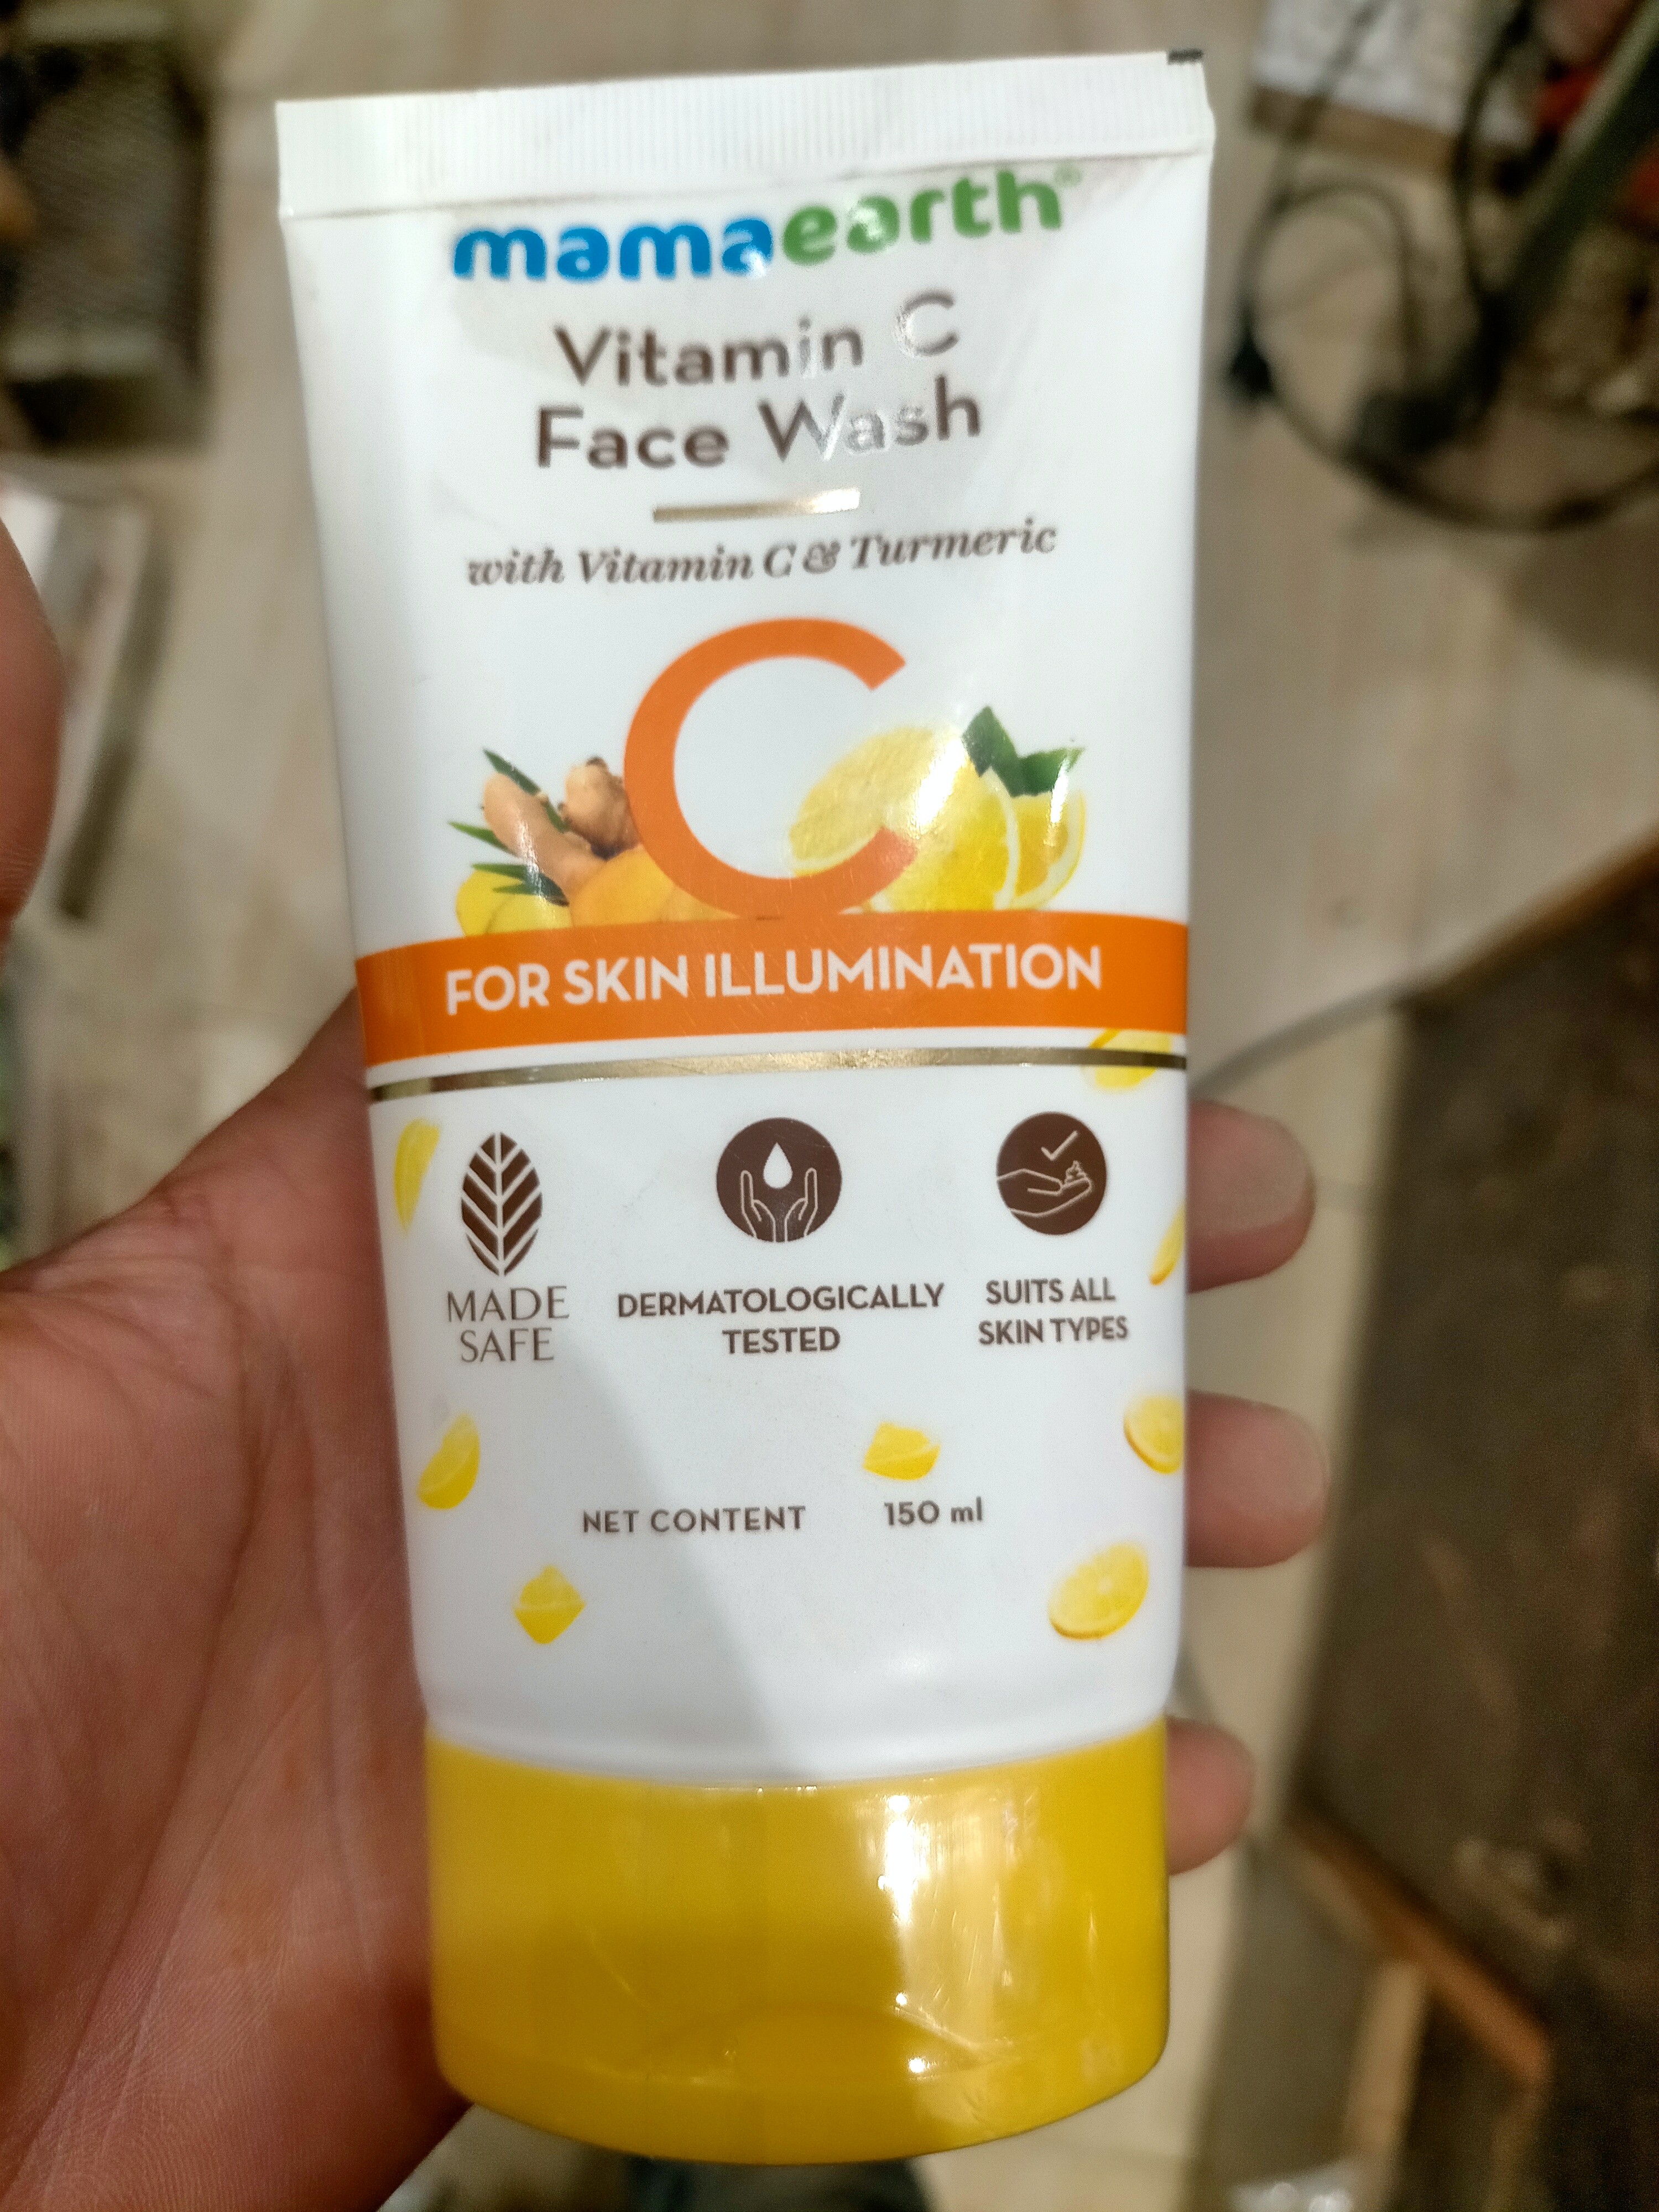 mamaearth®
Vitamin C
Face Wash
with Vitamin C & Turmeric
C
FOR SKIN ILLUMINATION
MADE SAFE
DERMATOLOGICALLY TESTED
SUITS ALL SKIN TYPES
NET CONTENT 150 ml